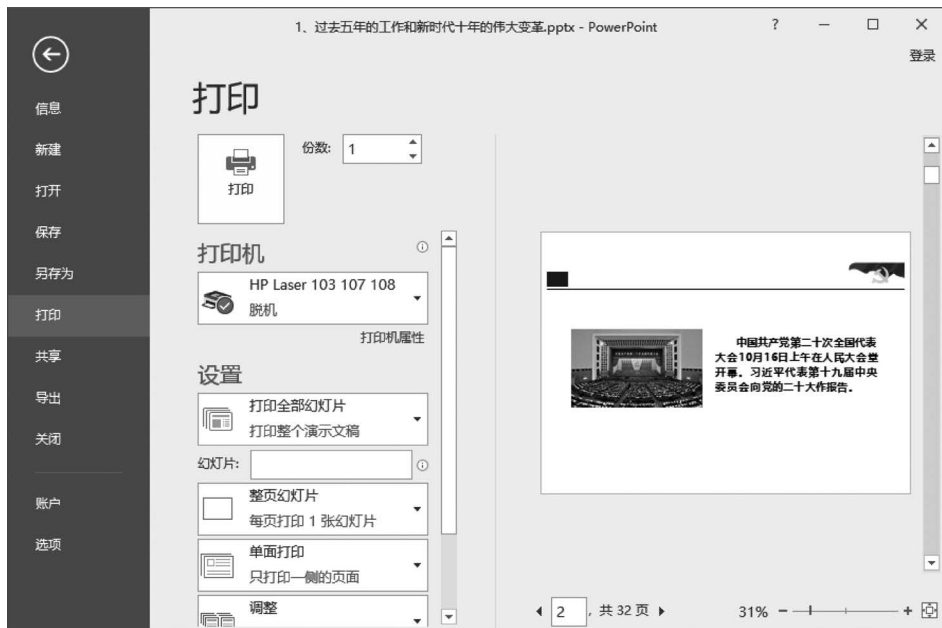 1、过去五年的工作和新时代十年的伟大变革.pptx - PowerPoint
?
登录
信息
新建
打开
保存
另存为
打印
共享
导出
关闭
账户
选项
打印
打印
份数: 1
打印机
HP Laser 103 107 108
脱机
打印机属性
设置
打印全部幻灯片
打印整个演示文稿
幻灯片:
整页幻灯片
每页打印 1 张幻灯片
单面打印
只打印一侧的页面
调整
中国共产党第二十次全国代表
大会10月16日上午在人民大会堂
开幕。习近平代表第十九届中央
委员会向党的二十大作报告。
2 , 共 32 页
31%